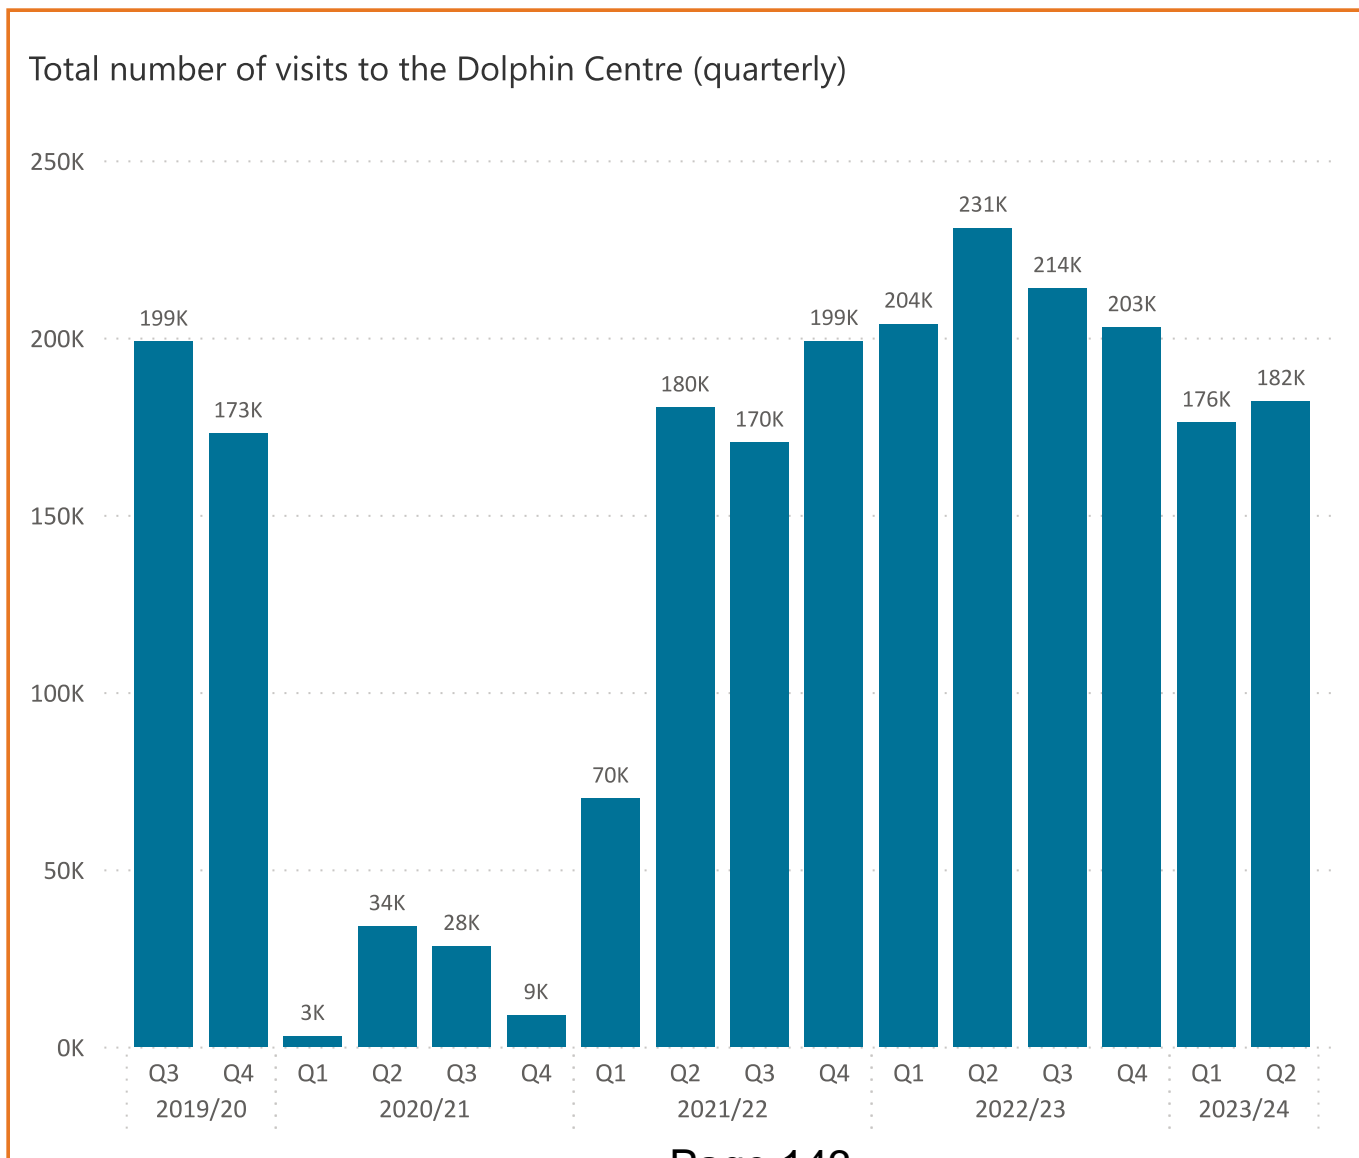 Total number of visits to the Dolphin Centre (quarterly)
250K
231K
214K
204K
203K
199K
199K
200K
182K
180K
176K
173K
170K
150K
100K
70K
50K
34K
28K
9K
3K
0K
Q3 Q4 Q1 Q2 Q3 Q4 Q1 Q2 Q3 Q4 Q1 Q2 Q3 Q4 Q1 Q2
2019/20 2020/21 2021/22 2022/23 2023/24